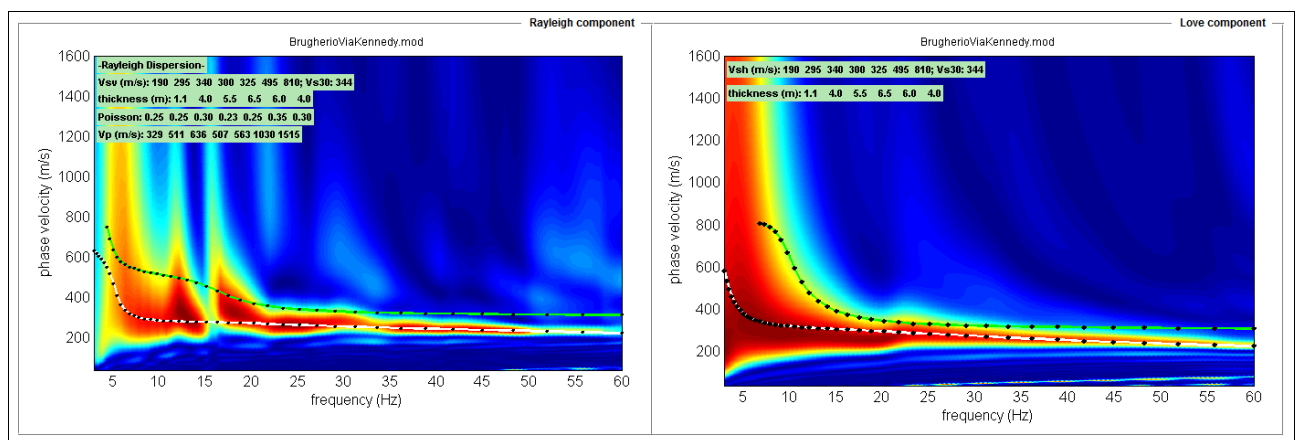 Rayleigh component
BrugherioViaKennedy.mod
-Rayleigh Dispersion-
Vsv (m/s): 190 295 340 300 325 495 810; Vs30: 344
thickness (m): 1.1 4.0 5.5 6.5 6.0 4.0
Poisson: 0.25 0.25 0.30 0.23 0.25 0.35 0.30
Vp (m/s): 329 511 636 507 563 1030 1515
phase velocity (m/s)
1600
1400
1200
1000
800
600
400
200
5 10 15 20 25 30 35 40 45 50 55 60
frequency (Hz)
Love component
BrugherioViaKennedy.mod
Vsh (m/s): 190 295 340 300 325 495 810; Vs30: 344
thickness (m): 1.1 4.0 5.5 6.5 6.0 4.0
phase velocity (m/s)
1600
1400
1200
1000
800
600
400
200
5 10 15 20 25 30 35 40 45 50 55 60
frequency (Hz)